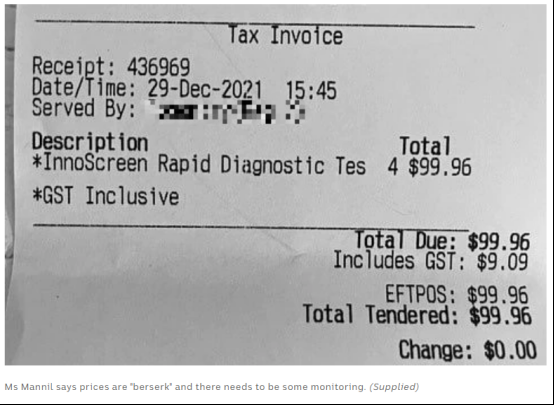 Tax Invoice
Receipt: 436969
Date/Time: 29-Dec-2021 15:45
Served By:
Description Total
*InnoScreen Rapid Diagnostic Tes 4 $99.96
*GST Inclusive
Total Due: $99.96
Includes GST: $9.09
EFTPOS: $99.96
Total Tendered: $99.96
Change: $0.00
Ms Mannil says prices are "berserk" and there needs to be some monitoring. (Supplied)